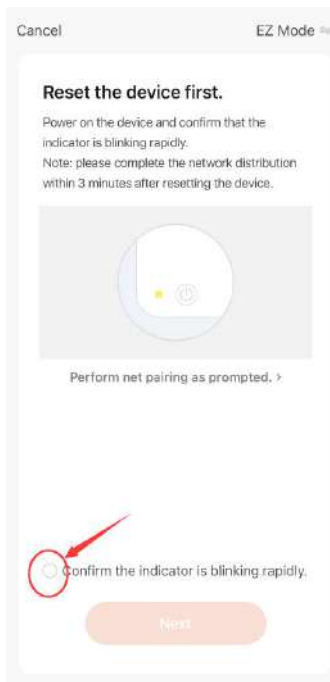 Cancel
EZ Mode
Reset the device first.
Power on the device and confirm that the
indicator is blinking rapidly.
Note: please complete the network distribution
within 3 minutes after resetting the device.
Perform net pairing as prompted. >
Confirm the indicator is blinking rapidly.
Next